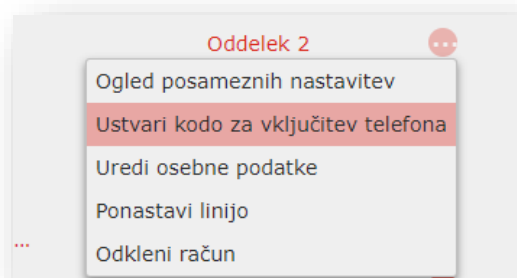 Oddelek 2
...
Ogled posameznih nastavitev
Ustvari kodo za vključitev telefona
Uredi osebne podatke
Ponastavi linijo
...
Odkleni račun